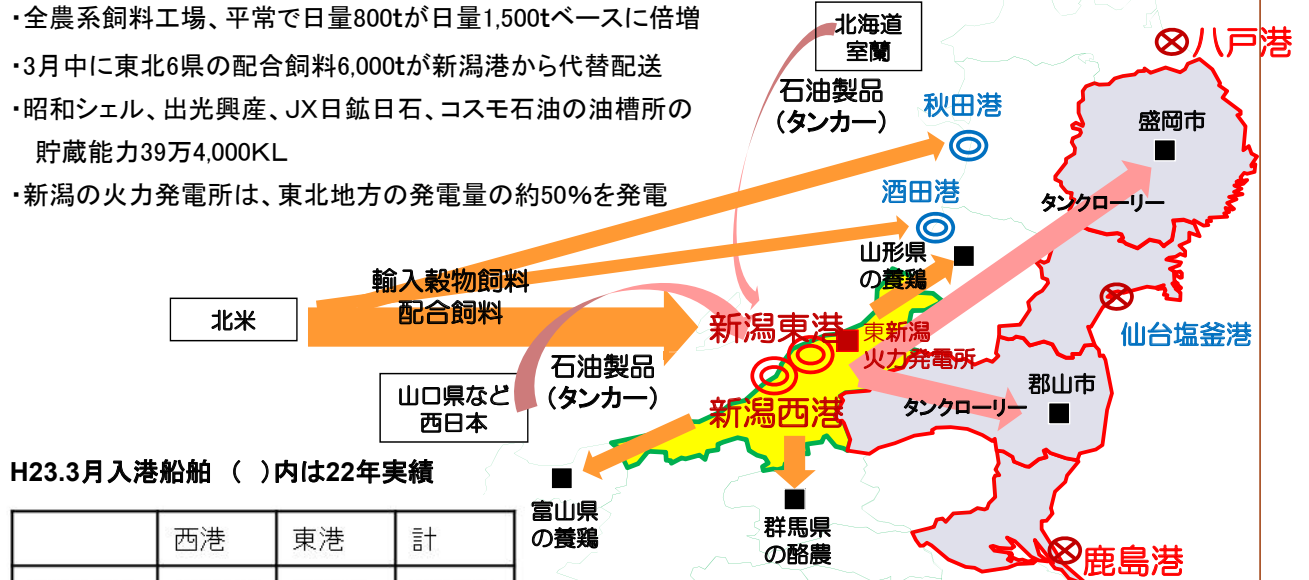 ・全農系飼料工場、平常で日量800tが日量1,500tベースに倍増
・3月中に東北6県の配合飼料6,000tが新潟港から代替配送
・昭和シェル、出光興産、JX日鉱日石、コスモ石油の油槽所の
貯蔵能力39万4,000KL
・新潟の火力発電所は、東北地方の発電量の約50%を発電
北海道
室蘭
石油製品
(タンカー)
八戸港
秋田港
盛岡市
酒田港
タンクローリー
山形県
の養鶏
輸入穀物飼料
配合飼料
北米
新潟東港
東新潟
火力発電所
仙台塩釜港
石油製品
(タンカー)
山口県など
西日本
新潟西港
郡山市
タンクローリー
H23.3月入港船舶 ( )内は22年実績
西港 東港 計
富山県
の養鶏
群馬県
の酪農
鹿島港